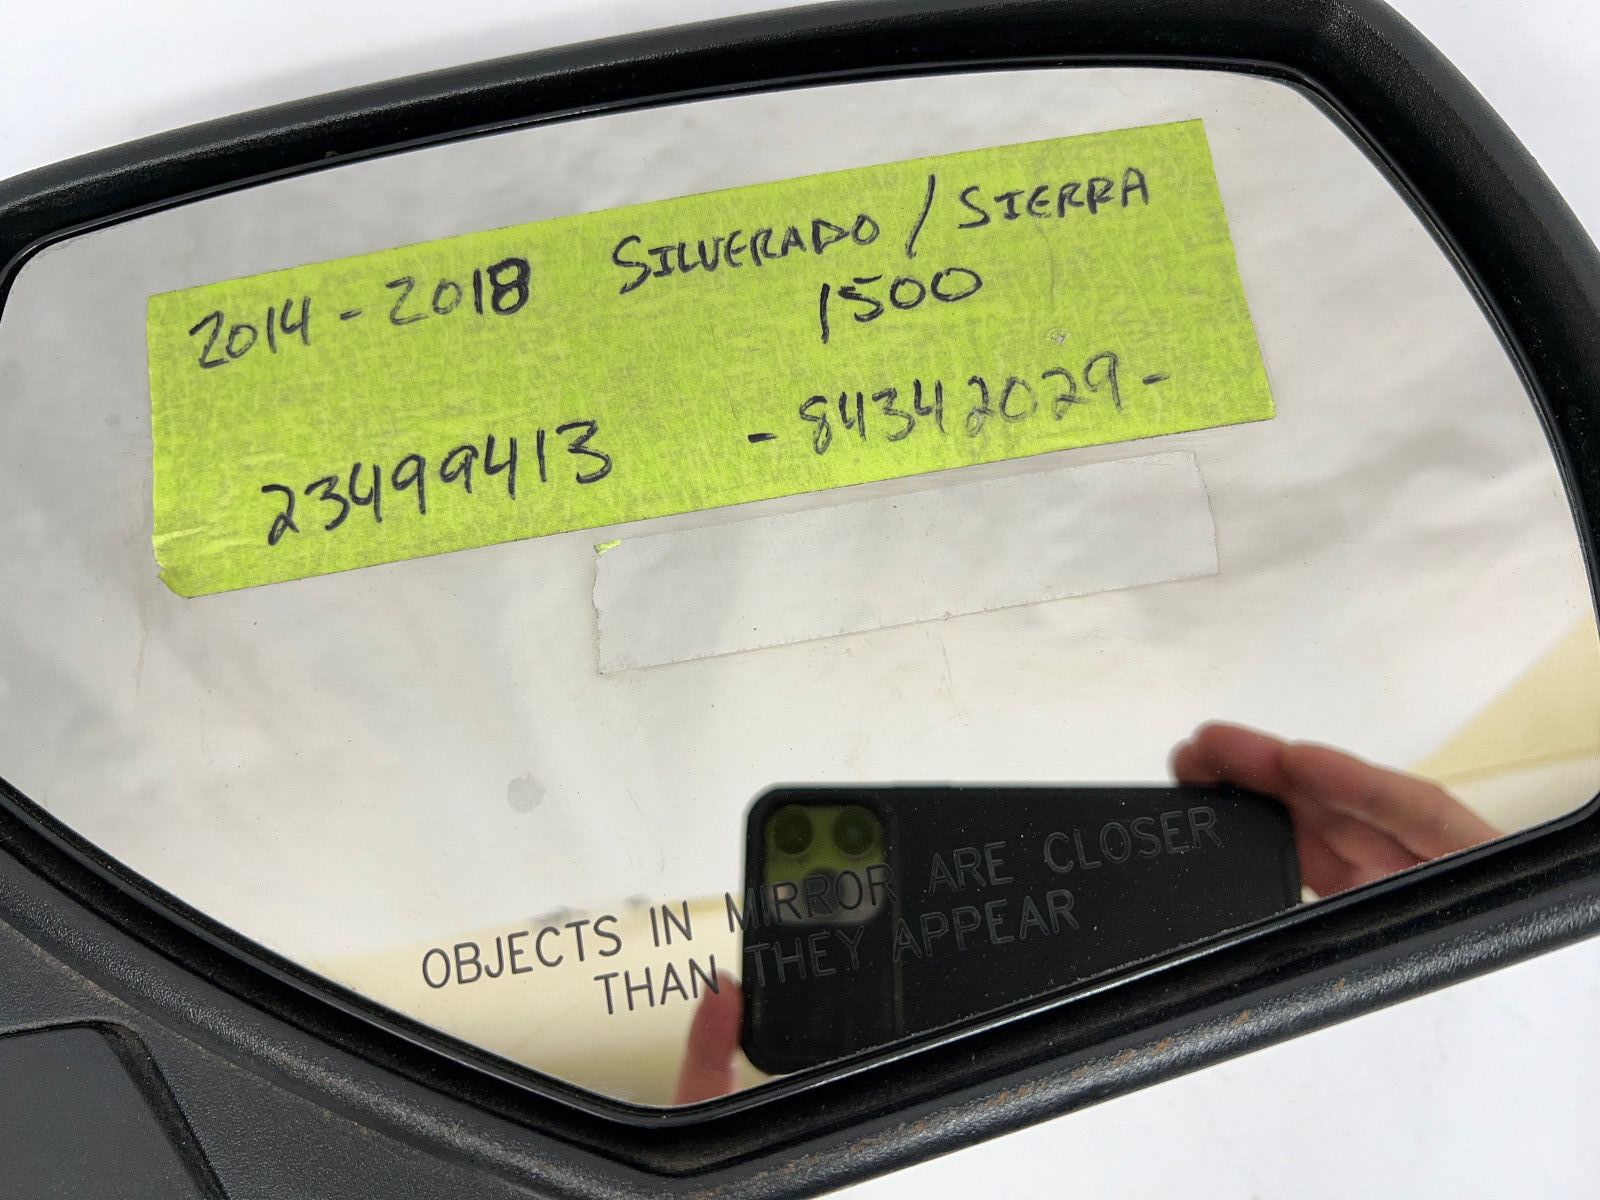 2014 - 2018 SILVERADO / SIERRA
1500
23499413 - 84342029 -
OBJECTS IN MIRROR ARE CLOSER
THAN THEY APPEAR